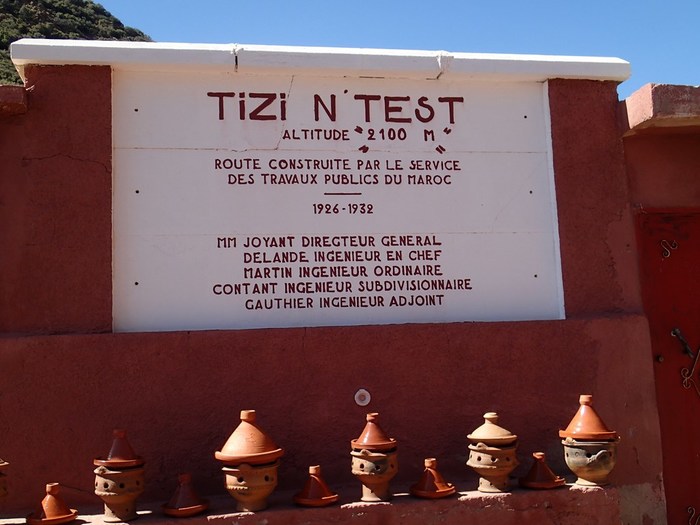 TiZi N'TEST
ALTITUDE "2100 M"
ROUTE CONSTRUITE PAR LE SERVICE
DES TRAVAUX PUBLICS DU MAROC
1926-1932
MM JOYANT DIREGTEUR GENERAL
DELANDE INGENIEUR EN CHEF
MARTIN INGENIEUR ORDINAIRE
CONTANT INGENIEUR SUBDIVISIONNAIRE
GAUTHIER INGENIEUR ADJOINT